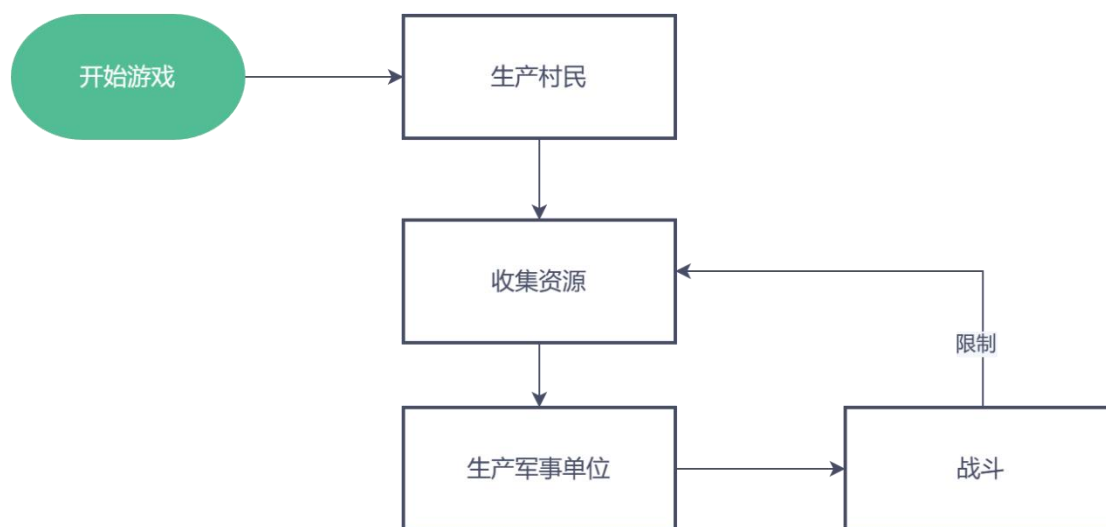 开始游戏
生产村民
收集资源
限制
生产军事单位
战斗